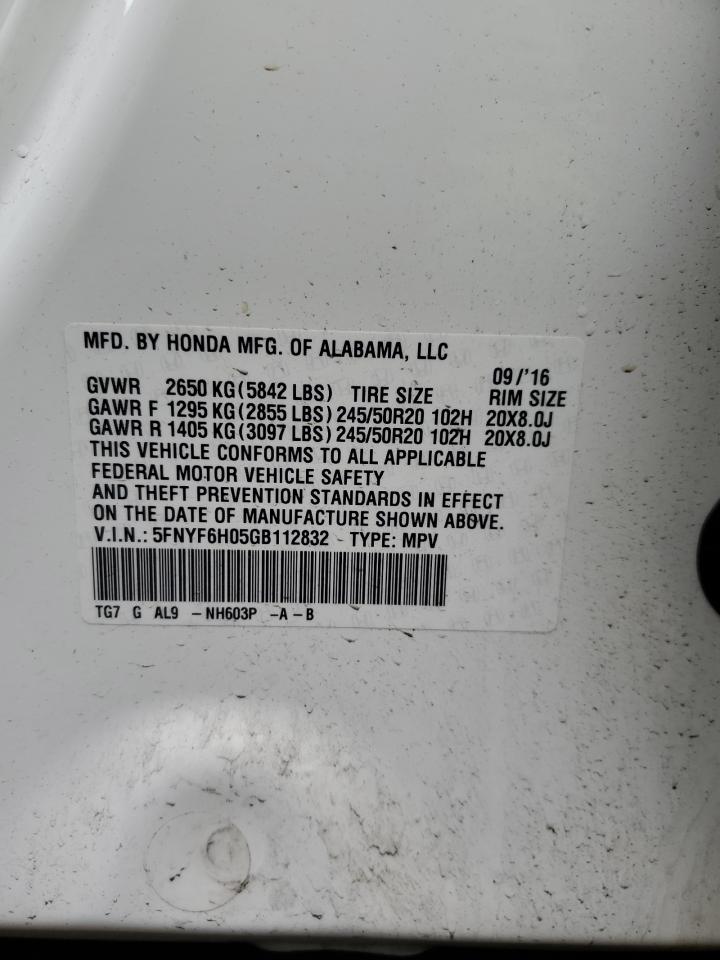 MFD. BY HONDA MFG. OF ALABAMA, LLC
09/'16
GVWR 2650 KG(5842 LBS) TIRE SIZE RIM SIZE
GAWR F 1295 KG(2855 LBS) 245/50R20 102H 20X8.0J
GAWR R 1405 KG(3097 LBS) 245/50R20 102H 20X8.0J
THIS VEHICLE CONFORMS TO ALL APPLICABLE
FEDERAL MOTOR VEHICLE SAFETY
AND THEFT PREVENTION STANDARDS IN EFFECT
ON THE DATE OF MANUFACTURE SHOWN ABOVE.
V.I.N.: 5FNYF6H05GB112832 TYPE: MPV
TG7 G AL9 -NH603P -A-B